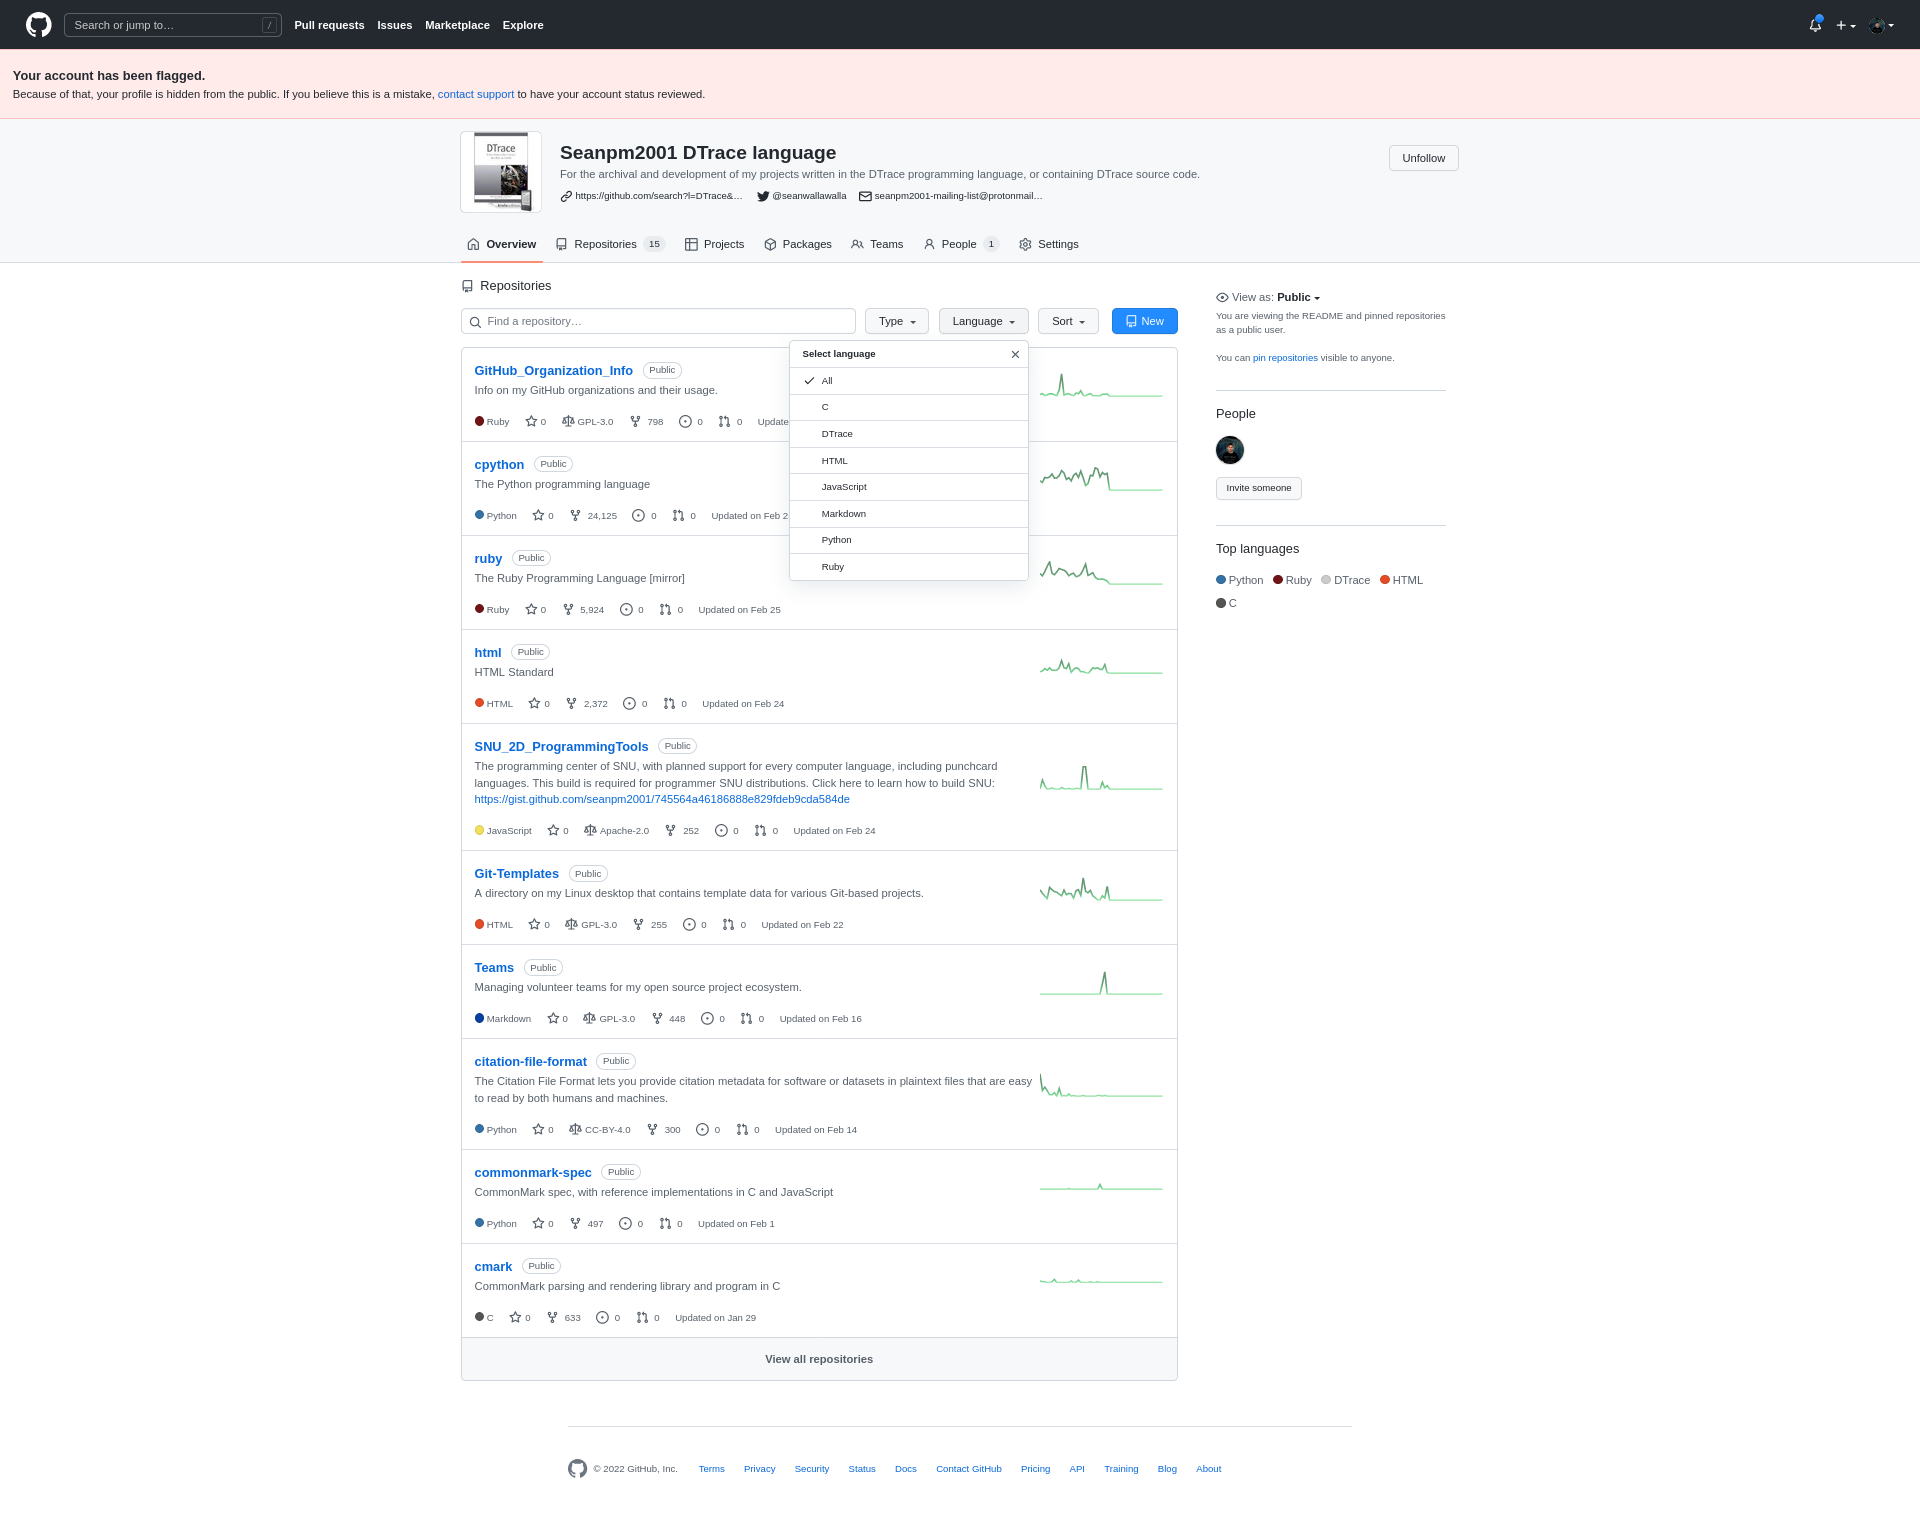 Search or jump to…
/
Pull requests Issues Marketplace Explore
Your account has been flagged.
Because of that, your profile is hidden from the public. If you believe this is a mistake, contact support to have your account status reviewed.
DTrace
Seanpm2001 DTrace language
For the archival and development of my projects written in the DTrace programming language, or containing DTrace source code.
https://github.com/search?l=DTrace&… @seanwallawalla seanpm2001-mailing-list@protonmail…
Unfollow
Overview Repositories 15 Projects Packages Teams People 1 Settings
Repositories
Find a repository…
Type Language Sort New
Select language
All
C
DTrace
HTML
JavaScript
Markdown
Python
Ruby
GitHub_Organization_Info Public
Info on my GitHub organizations and their usage.
Ruby 0 GPL-3.0 798 0 0 Update
cpython Public
The Python programming language
Python 0 24,125 0 0 Updated on Feb 2
ruby Public
The Ruby Programming Language [mirror]
Ruby 0 5,924 0 0 Updated on Feb 25
html Public
HTML Standard
HTML 0 2,372 0 0 Updated on Feb 24
SNU_2D_ProgrammingTools Public
The programming center of SNU, with planned support for every computer language, including punchcard
languages. This build is required for programmer SNU distributions. Click here to learn how to build SNU:
https://gist.github.com/seanpm2001/745564a46186888e829fdeb9cda584de
JavaScript 0 Apache-2.0 252 0 0 Updated on Feb 24
Git-Templates Public
A directory on my Linux desktop that contains template data for various Git-based projects.
HTML 0 GPL-3.0 255 0 0 Updated on Feb 22
Teams Public
Managing volunteer teams for my open source project ecosystem.
Markdown 0 GPL-3.0 448 0 0 Updated on Feb 16
citation-file-format Public
The Citation File Format lets you provide citation metadata for software or datasets in plaintext files that are easy
to read by both humans and machines.
Python 0 CC-BY-4.0 300 0 0 Updated on Feb 14
commonmark-spec Public
CommonMark spec, with reference implementations in C and JavaScript
Python 0 497 0 0 Updated on Feb 1
cmark Public
CommonMark parsing and rendering library and program in C
C 0 633 0 0 Updated on Jan 29
View all repositories
View as: Public
You are viewing the README and pinned repositories
as a public user.
You can pin repositories visible to anyone.
People
Invite someone
Top languages
Python Ruby DTrace HTML
C
© 2022 GitHub, Inc. Terms Privacy Security Status Docs Contact GitHub Pricing API Training Blog About